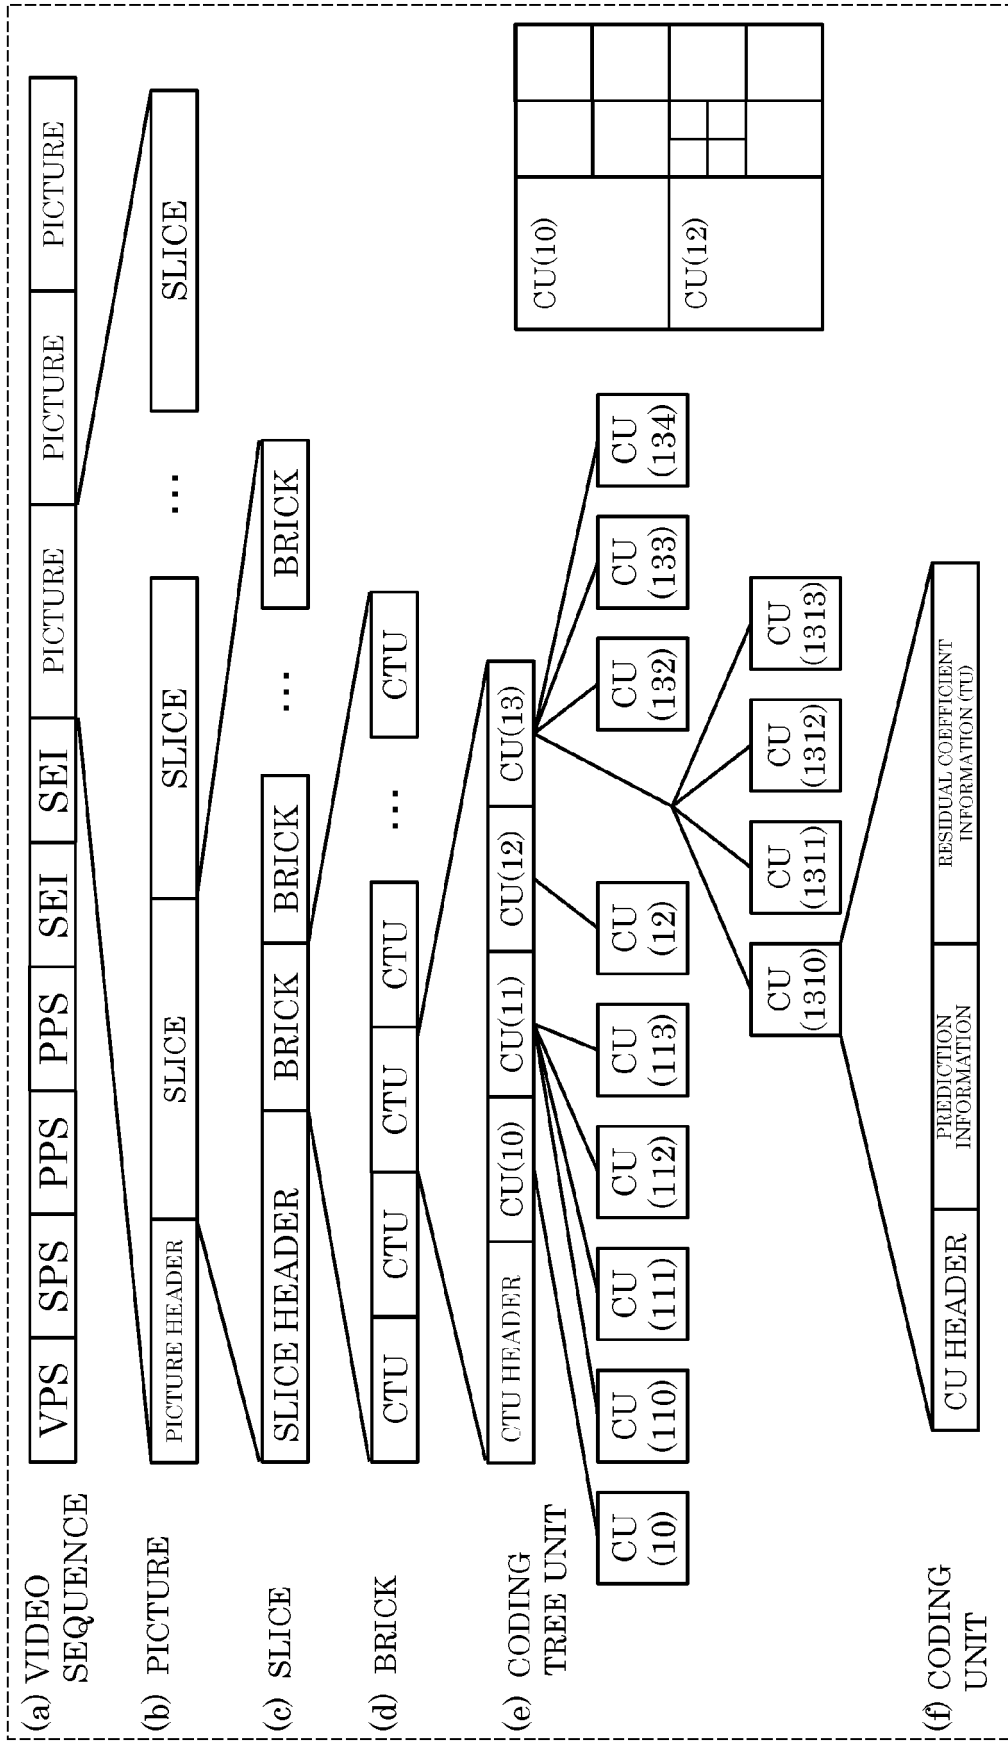 (a) VIDEO
SEQUENCE
VPS SPS PPS PPS SEI SEI PICTURE PICTURE PICTURE
(b) PICTURE
PICTURE HEADER SLICE SLICE ... SLICE
(c) SLICE
SLICE HEADER BRICK BRICK ... BRICK
(d) BRICK
CTU CTU CTU CTU ... CTU
(e) CODING
TREE UNIT
CTU HEADER CU(10) CU(11) CU(12) CU(13)
CU
(10)
CU
(110)
CU
(111)
CU
(112)
CU
(113)
CU
(12)
CU
(132)
CU
(133)
CU
(134)
CU(10)
CU(12)
CU
(1310)
CU
(1311)
CU
(1312)
CU
(1313)
(f) CODING
UNIT
CU HEADER
PREDICTION
INFORMATION
RESIDUAL COEFFICIENT
INFORMATION (TU)